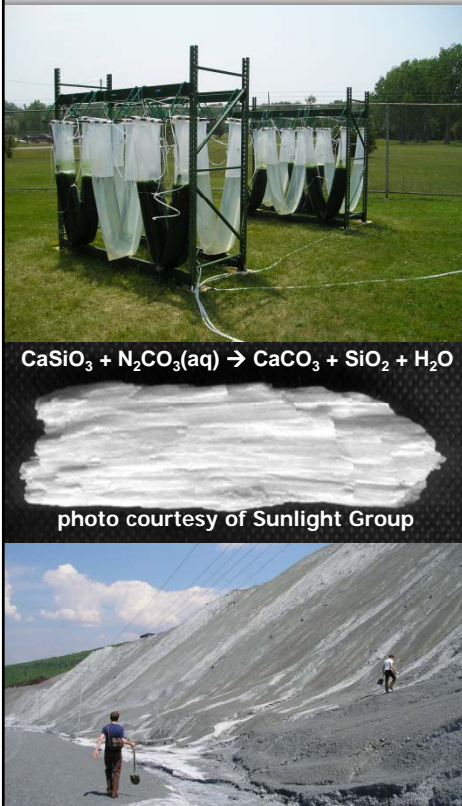 CaSiO₃ + N₂CO₃(aq) → CaCO₃ + SiO₂ + H₂O
photo courtesy of Sunlight Group